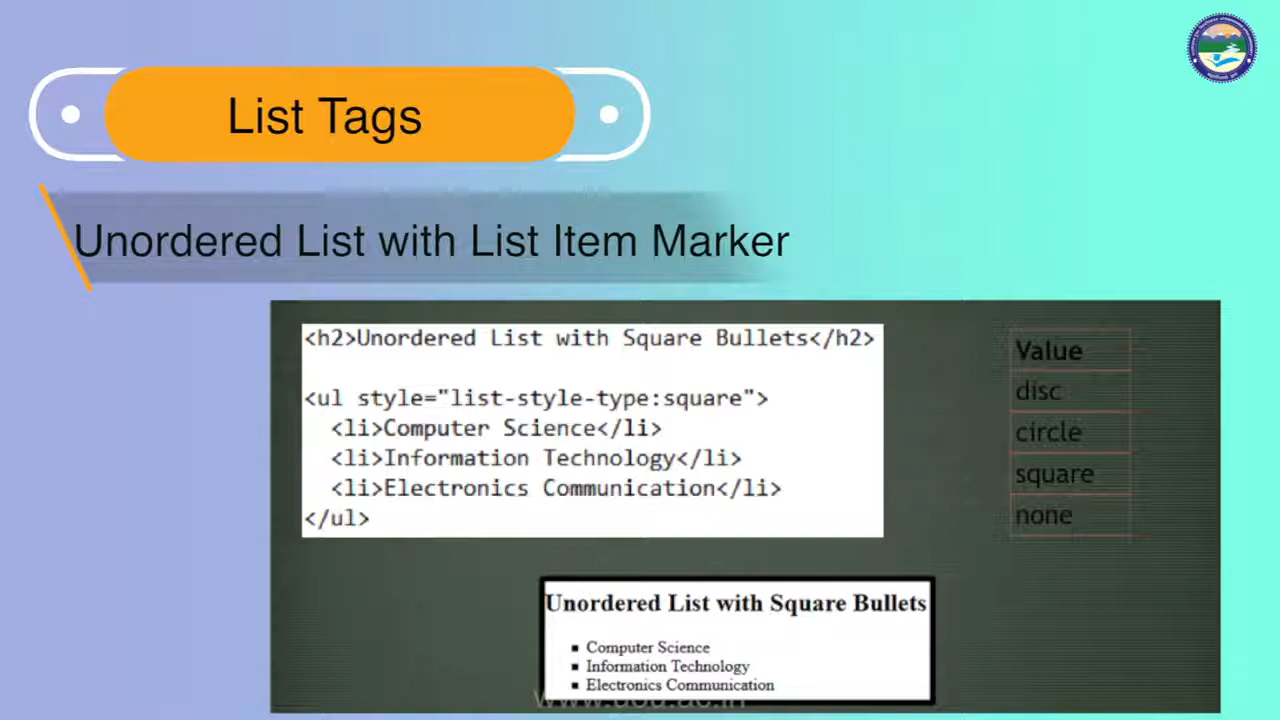 List Tags
Unordered List with List Item Marker
<h2>Unordered List with Square Bullets</h2>
<ul style="list-style-type:square">
<li>Computer Science</li>
<li>Information Technology</li>
<li>Electronics Communication</li>
</ul>
Value
disc
circle
square
none
Unordered List with Square Bullets
▪ Computer Science
▪ Information Technology
▪ Electronics Communication